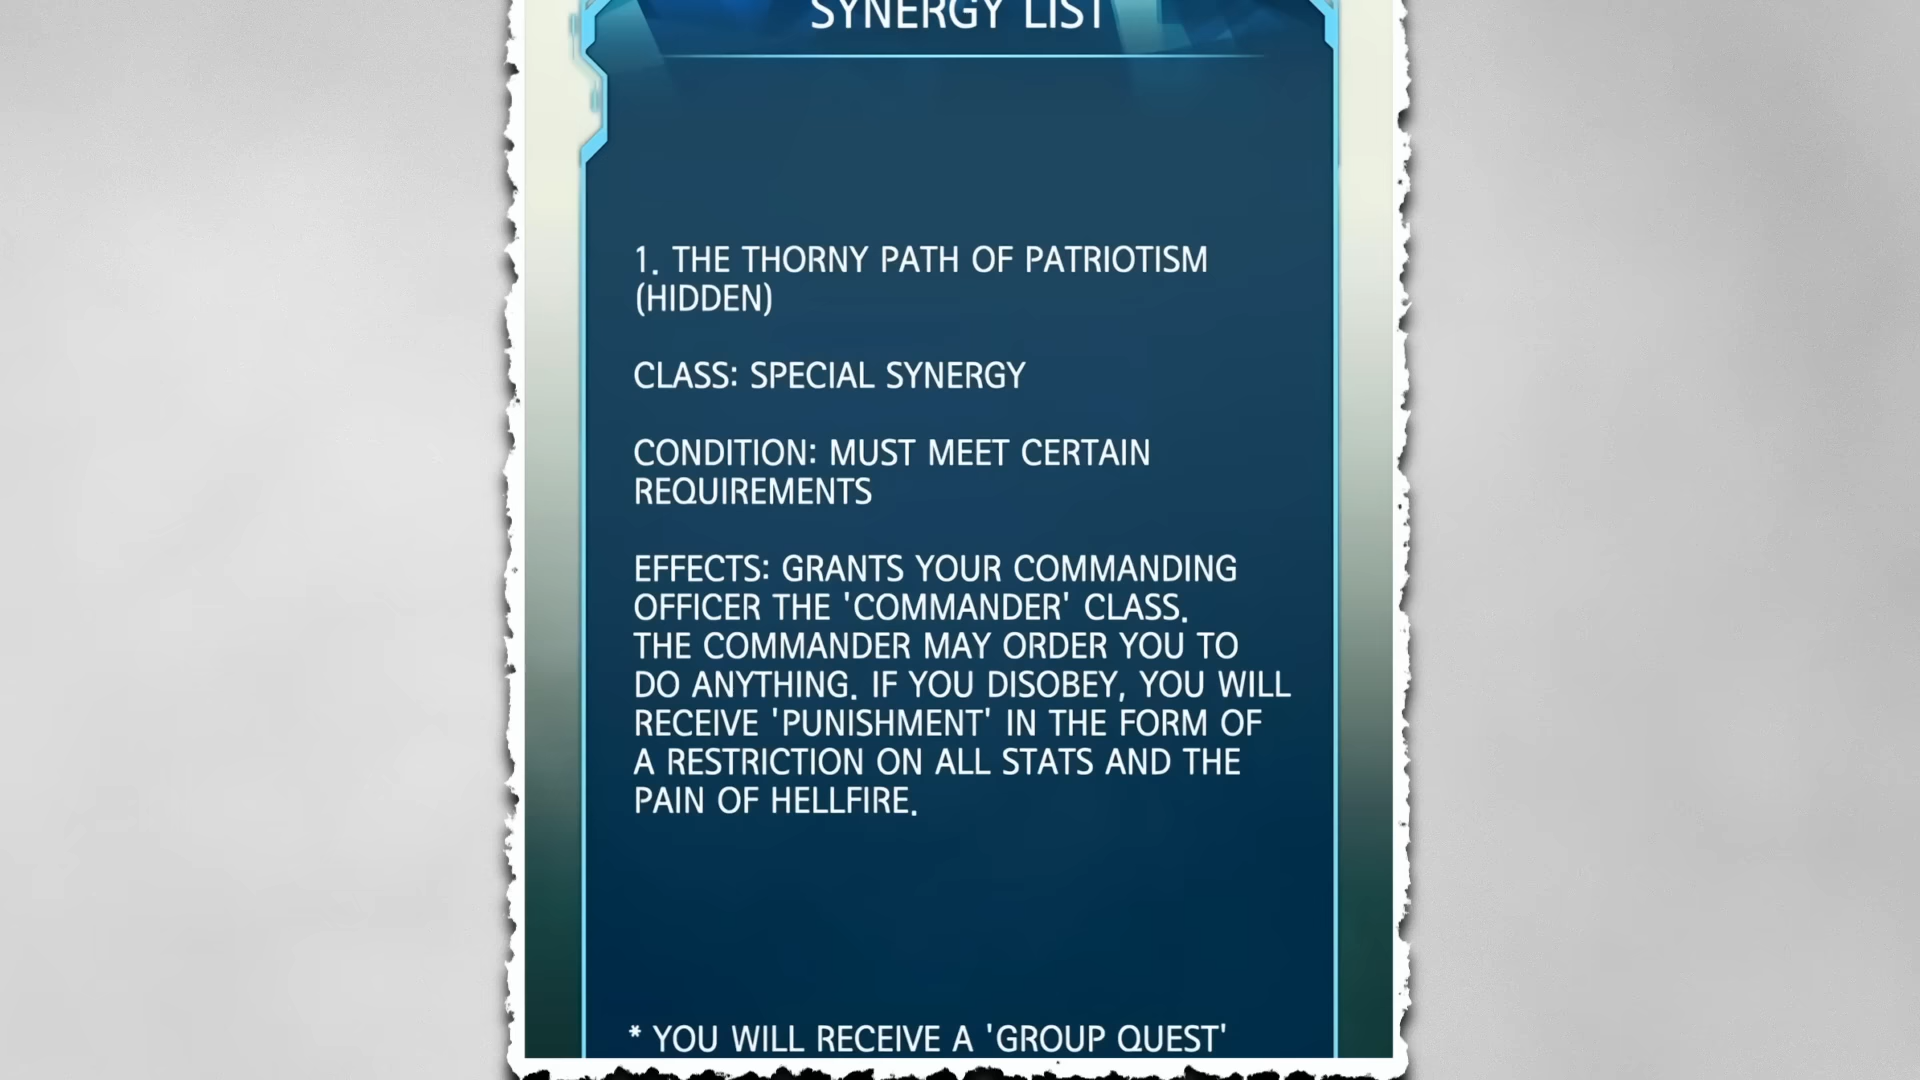 SYNERGY LIST
1. THE THORNY PATH OF PATRIOTISM
(HIDDEN)
CLASS: SPECIAL SYNERGY
CONDITION: MUST MEET CERTAIN
REQUIREMENTS
EFFECTS: GRANTS YOUR COMMANDING
OFFICER THE 'COMMANDER' CLASS.
THE COMMANDER MAY ORDER YOU TO
DO ANYTHING. IF YOU DISOBEY, YOU WILL
RECEIVE 'PUNISHMENT' IN THE FORM OF
A RESTRICTION ON ALL STATS AND THE
PAIN OF HELLFIRE.
* YOU WILL RECEIVE A 'GROUP QUEST'